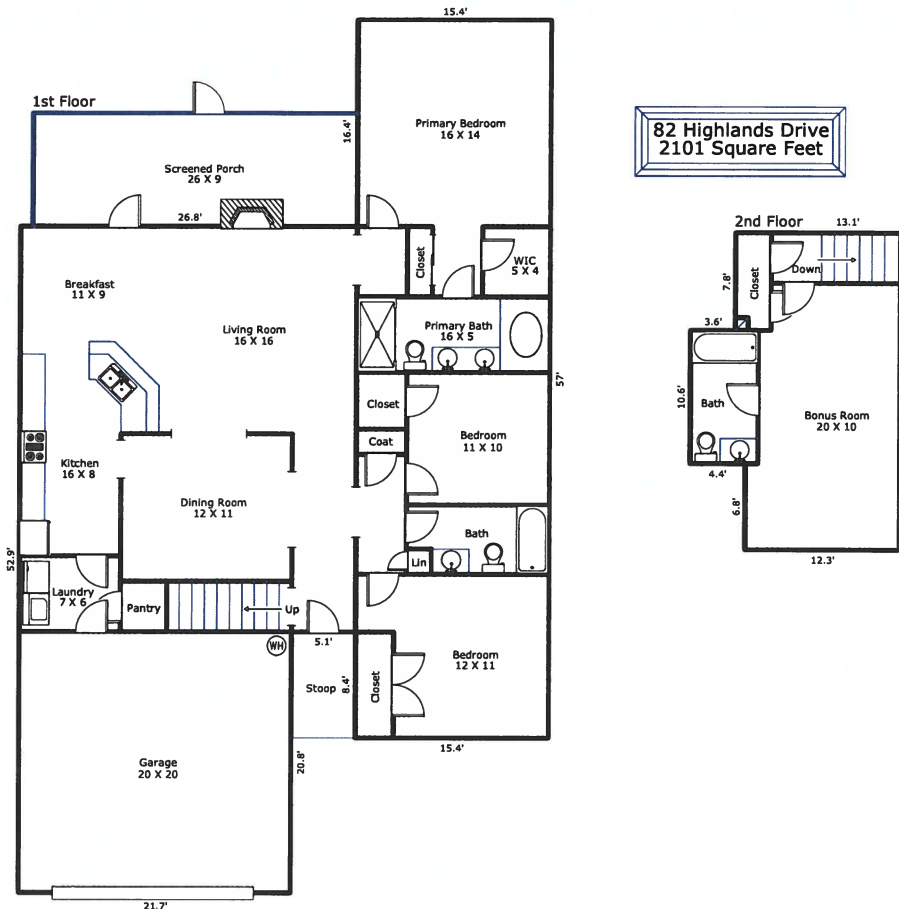 15.4'
1st Floor
16.4'
Primary Bedroom
16 X 14
82 Highlands Drive
2101 Square Feet
Screened Porch
26 X 9
26.8'
2nd Floor
13.1'
Closet
WIC
5 X 4
Closet
Down
7.8'
Breakfast
11 X 9
Living Room
16 X 16
Primary Bath
16 X 5
3.6'
57'
Closet
10.6'
Bath
Bonus Room
20 X 10
Bedroom
11 X 10
Coat
Kitchen
16 X 8
4.4'
Dining Room
12 X 11
6.8'
52.9'
Bath
Lin
12.3'
Laundry
7 X 6
Pantry
Up
WH
5.1'
Bedroom
12 X 11
Stoop
8.4'
Closet
15.4'
20.8'
Garage
20 X 20
21.7'